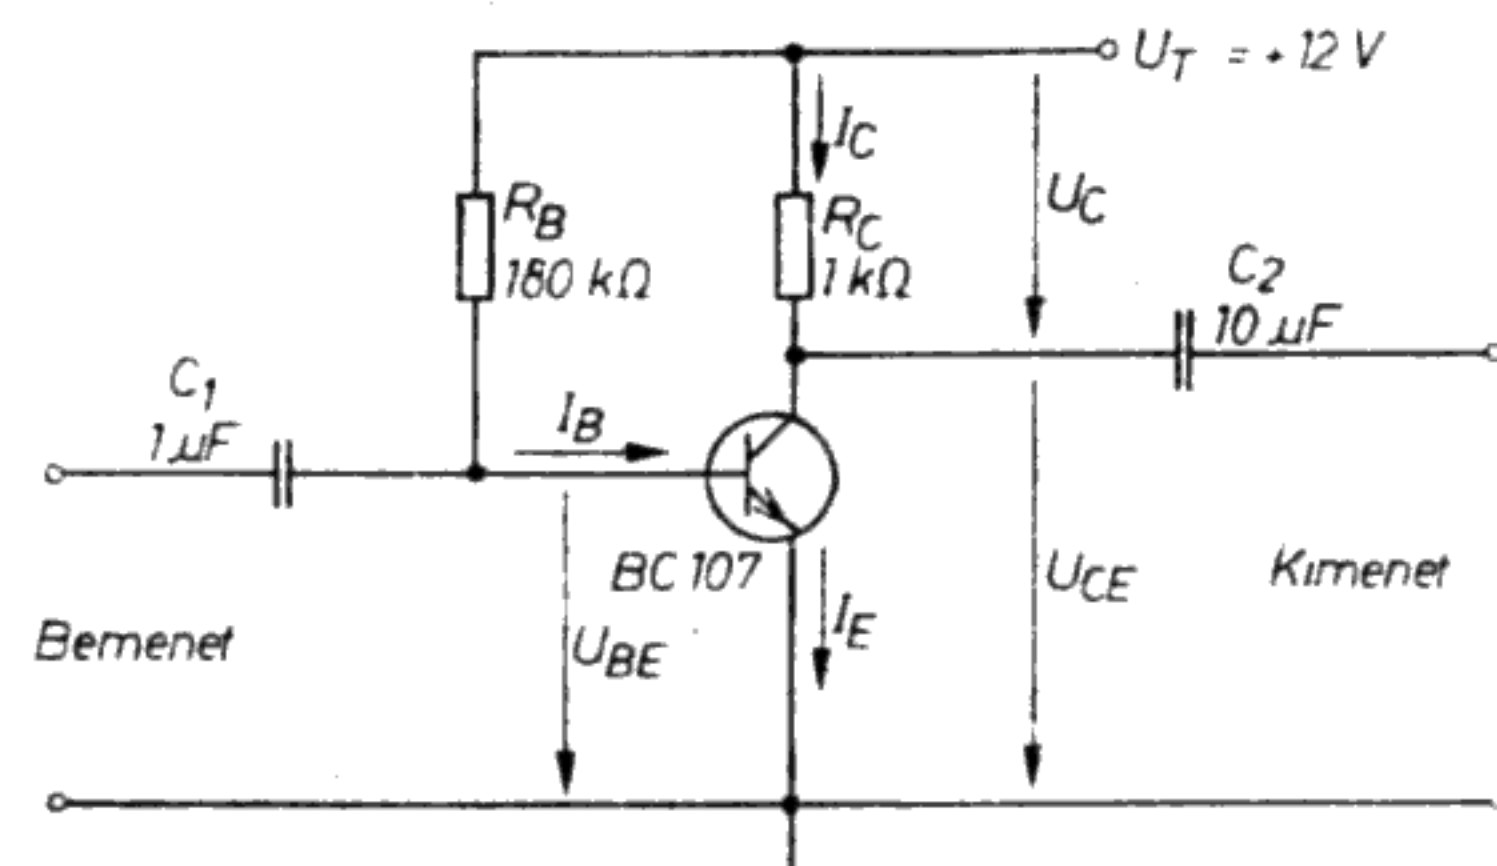 U_T = + 12 V
I_C
R_B
180 kΩ
R_C
1 kΩ
U_C
C_2
10 μF
C_1
1 μF
I_B
BC 107
U_BE
I_E
U_CE
Kimenet
Bemenet